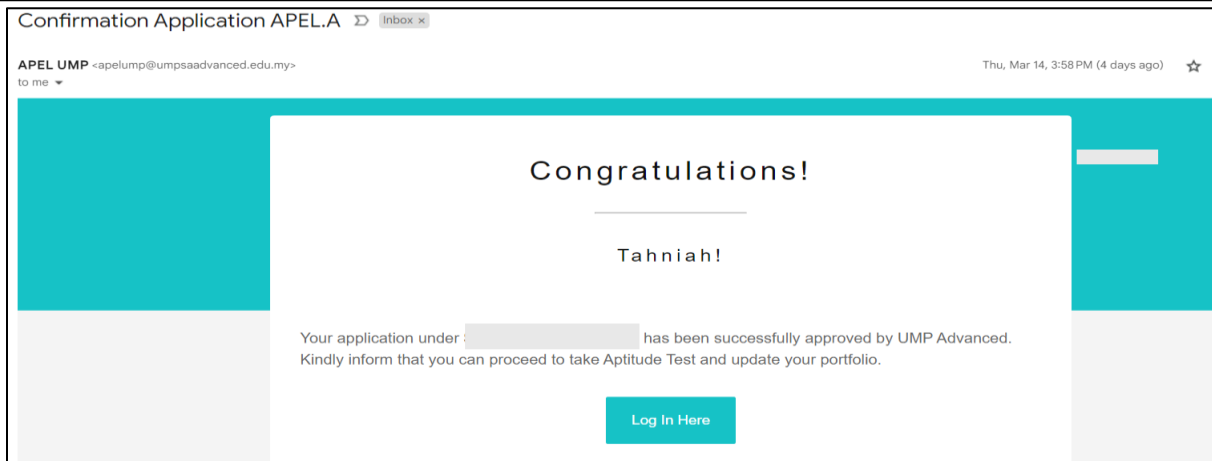 Confirmation Application APEL.A Inbox ×
APEL UMP <apelump@umpsaadvanced.edu.my> Thu, Mar 14, 3:58 PM (4 days ago)
to me
Congratulations!
Tahniah!
Your application under has been successfully approved by UMP Advanced.
Kindly inform that you can proceed to take Aptitude Test and update your portfolio.
Log In Here